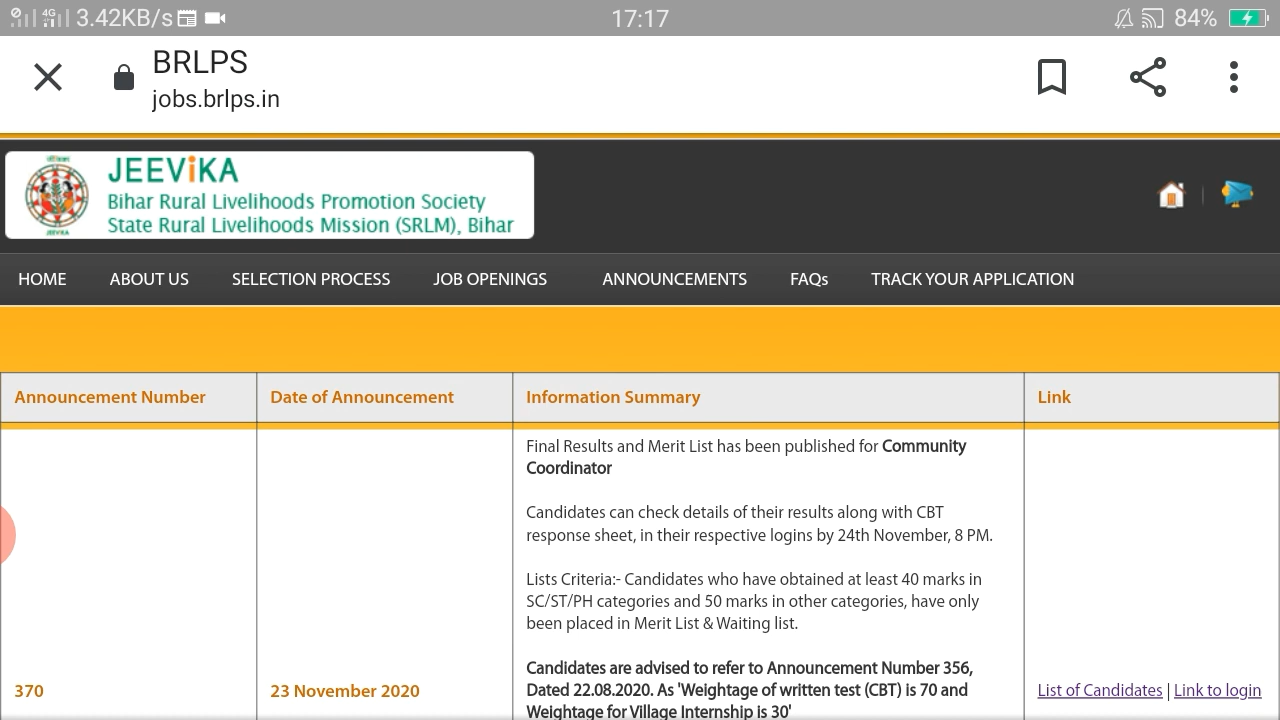 4G 3.42KB/s 17:17 84%
BRLPS
jobs.brlps.in
JEEViKA
Bihar Rural Livelihoods Promotion Society
State Rural Livelihoods Mission (SRLM), Bihar
HOME ABOUT US SELECTION PROCESS JOB OPENINGS ANNOUNCEMENTS FAQs TRACK YOUR APPLICATION
Announcement Number Date of Announcement Information Summary Link
Final Results and Merit List has been published for Community
Coordinator
Candidates can check details of their results along with CBT
response sheet, in their respective logins by 24th November, 8 PM.
Lists Criteria:- Candidates who have obtained at least 40 marks in
SC/ST/PH categories and 50 marks in other categories, have only
been placed in Merit List & Waiting list.
Candidates are advised to refer to Announcement Number 356,
370 23 November 2020 Dated 22.08.2020. As 'Weightage of written test (CBT) is 70 and List of Candidates | Link to login
Weightage for Village Internship is 30'